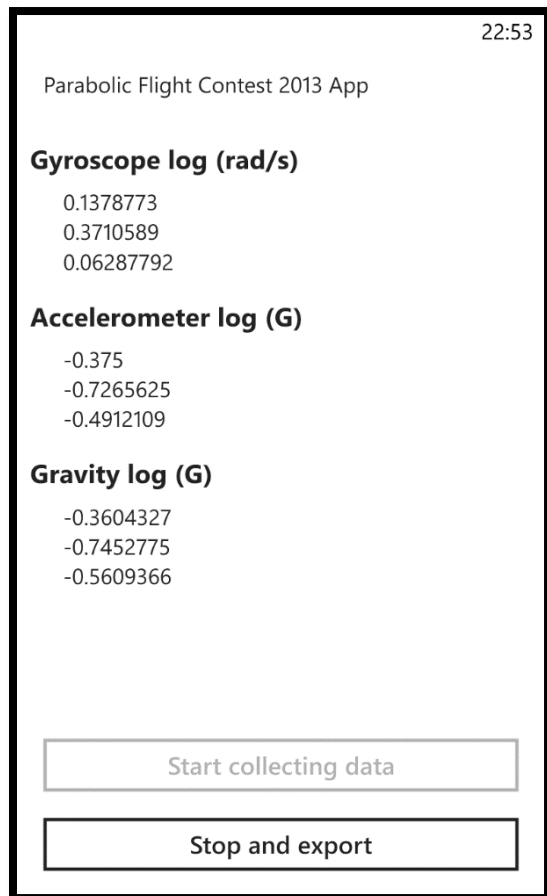 22:53
Parabolic Flight Contest 2013 App
Gyroscope log (rad/s)
0.1378773
0.3710589
0.06287792
Accelerometer log (G)
-0.375
-0.7265625
-0.4912109
Gravity log (G)
-0.3604327
-0.7452775
-0.5609366
Start collecting data
Stop and export